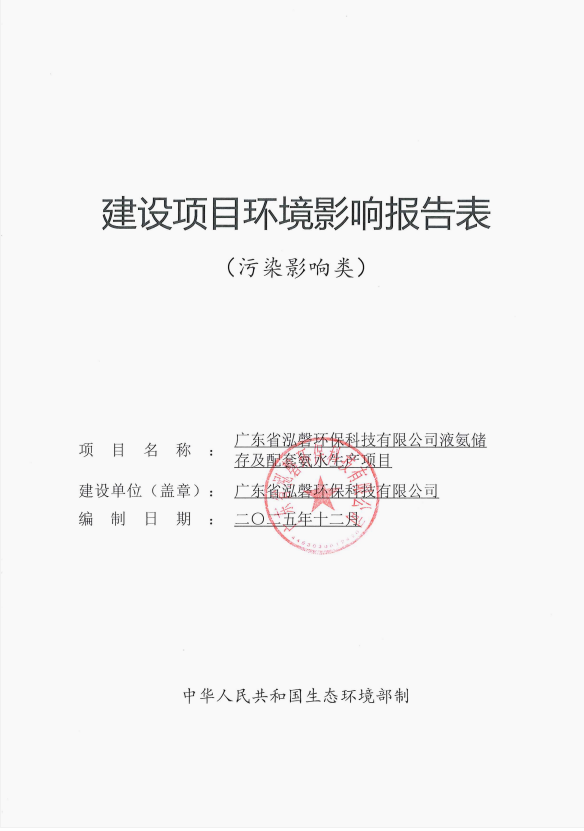 建设项目环境影响报告表
（污染影响类）
项目名称：广东省泓馨环保科技有限公司液氨储
存及配套氨水生产项目
建设单位（盖章）：广东省泓馨环保科技有限公司
编制日期：二〇二五年十二月
中华人民共和国生态环境部制